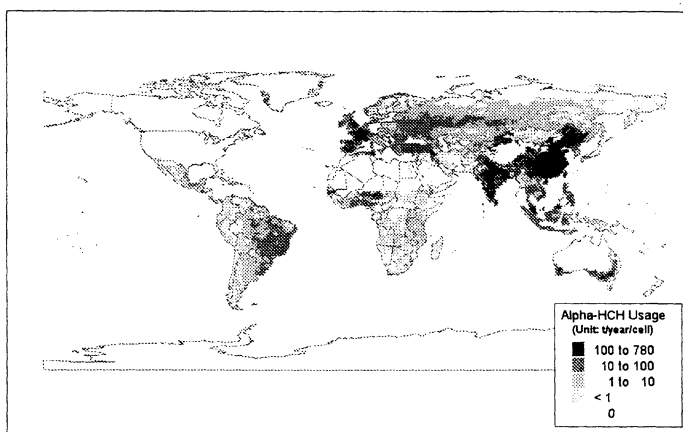 Alpha-HCH Usage
(Unit: t/year/cell)
100 to 780
10 to 100
1 to 10
< 1
0